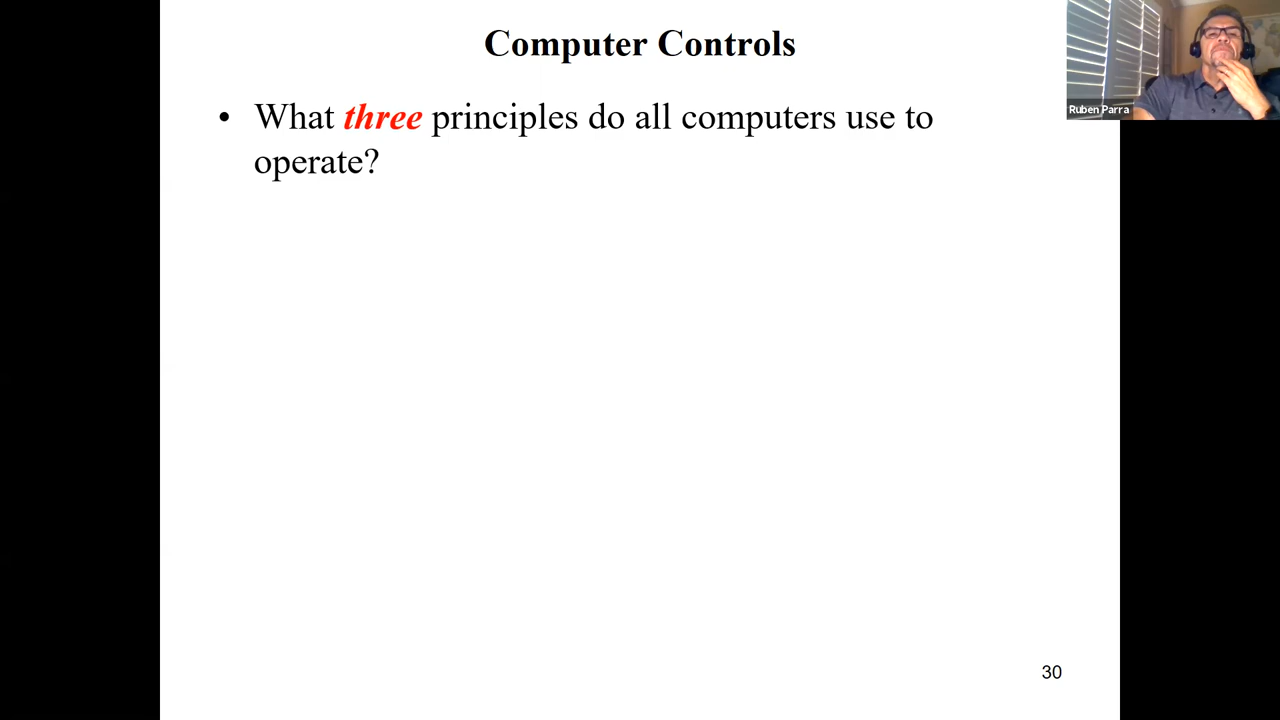 Computer Controls
• What three principles do all computers use to
operate?
Ruben Parra
30